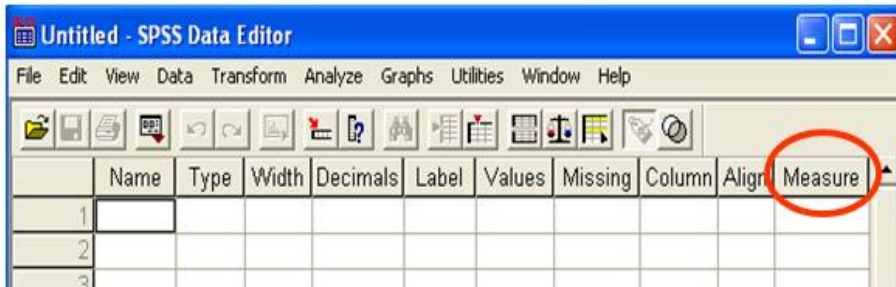 Untitled - SPSS Data Editor
File Edit View Data Transform Analyze Graphs Utilities Window Help
Name Type Width Decimals Label Values Missing Column Align Measure
1
2
3